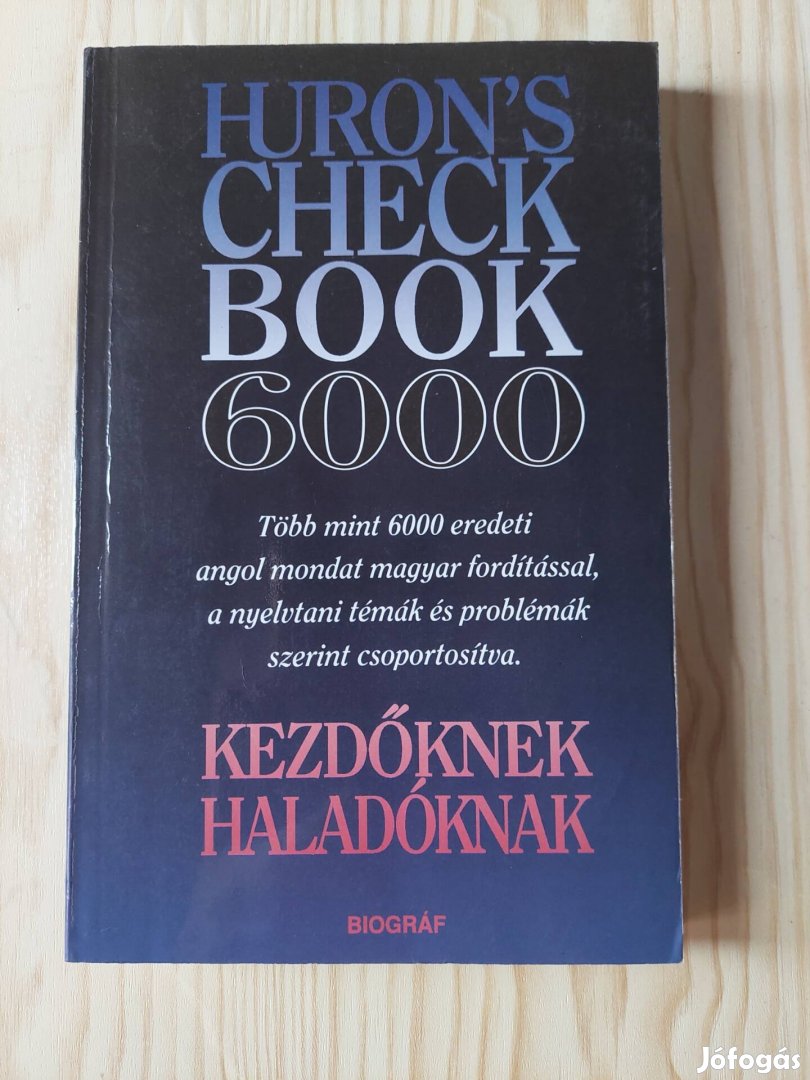 HURON'S
CHECK
BOOK
6000
Több mint 6000 eredeti
angol mondat magyar fordítással,
a nyelvtani témák és problémák
szerint csoportosítva.
KEZDŐKNEK
HALADÓKNAK
BIOGRÁF
Jófogás